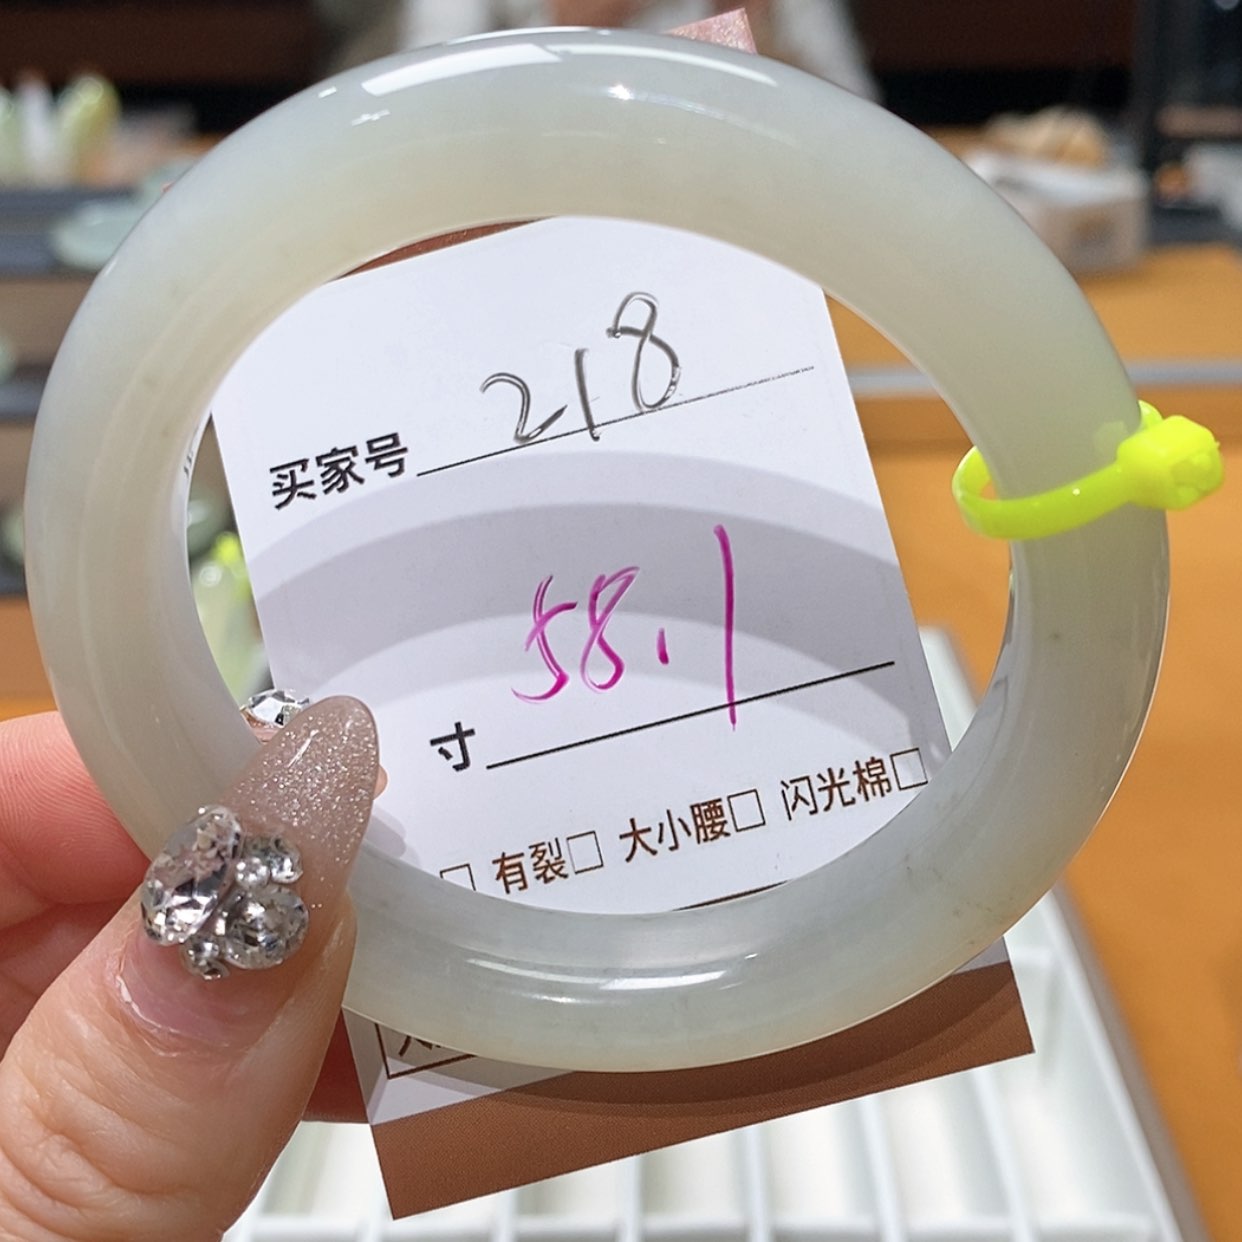 买家号 218
58.1
寸
□ 有裂□ 大小腰□ 闪光棉□